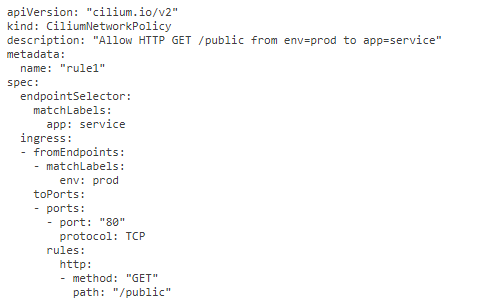 apiVersion: "cilium.io/v2"
kind: CiliumNetworkPolicy
description: "Allow HTTP GET /public from env=prod to app=service"
metadata:
  name: "rule1"
spec:
  endpointSelector:
    matchLabels:
      app: service
  ingress:
  - fromEndpoints:
    - matchLabels:
        env: prod
    toPorts:
    - ports:
      - port: "80"
        protocol: TCP
      rules:
        http:
        - method: "GET"
          path: "/public"